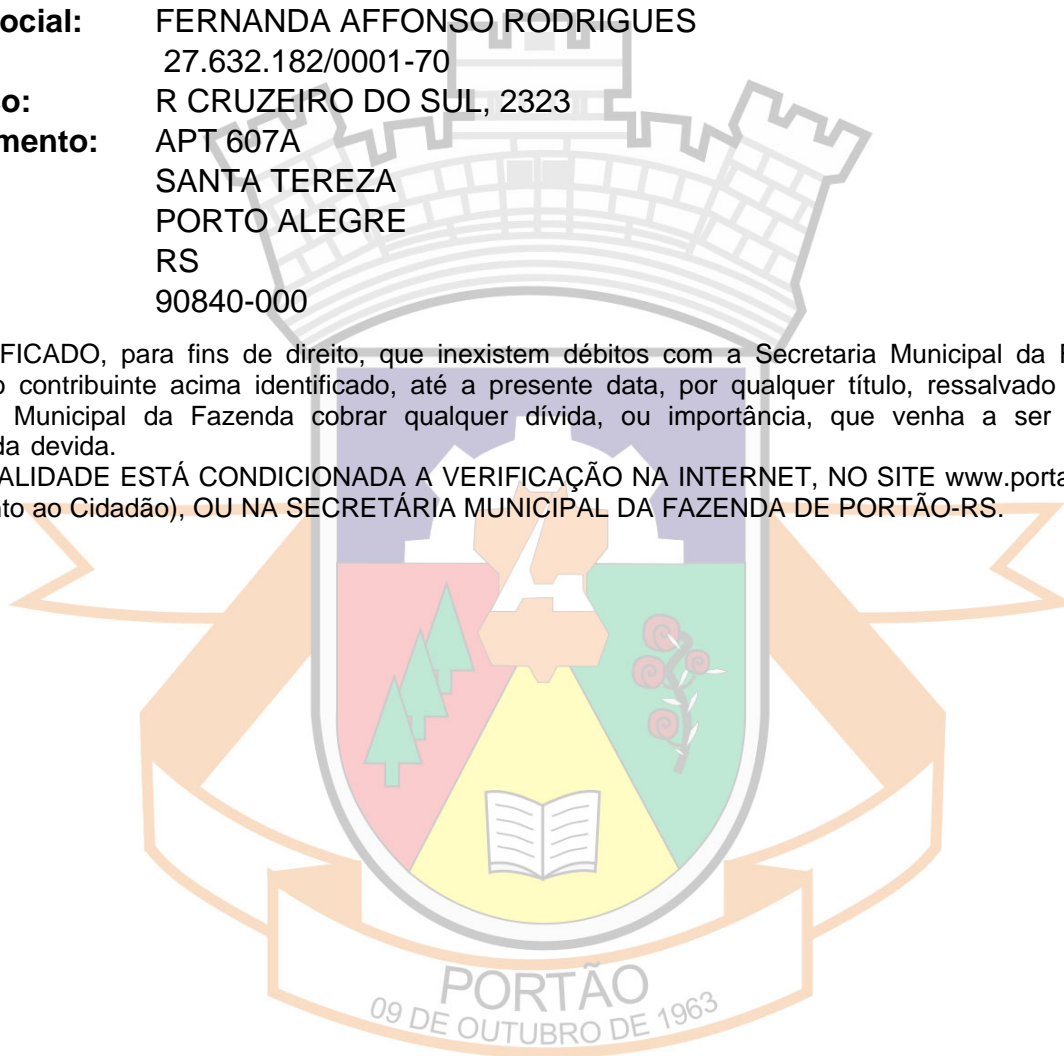 ocial: FERNANDA AFFONSO RODRIGUES
27.632.182/0001-70
o: R CRUZEIRO DO SUL, 2323
mento: APT 607A
SANTA TEREZA
PORTO ALEGRE
RS
90840-000
FICADO, para fins de direito, que inexistem débitos com a Secretaria Municipal da
o contribuinte acima identificado, até a presente data, por qualquer título, ressalvado
Municipal da Fazenda cobrar qualquer dívida, ou importância, que venha a ser
da devida.
ALIDADE ESTÁ CONDICIONADA A VERIFICAÇÃO NA INTERNET, NO SITE www.porta
nto ao Cidadão), OU NA SECRETÁRIA MUNICIPAL DA FAZENDA DE PORTÃO-RS.
PORTÃO
09 DE OUTUBRO DE 1963